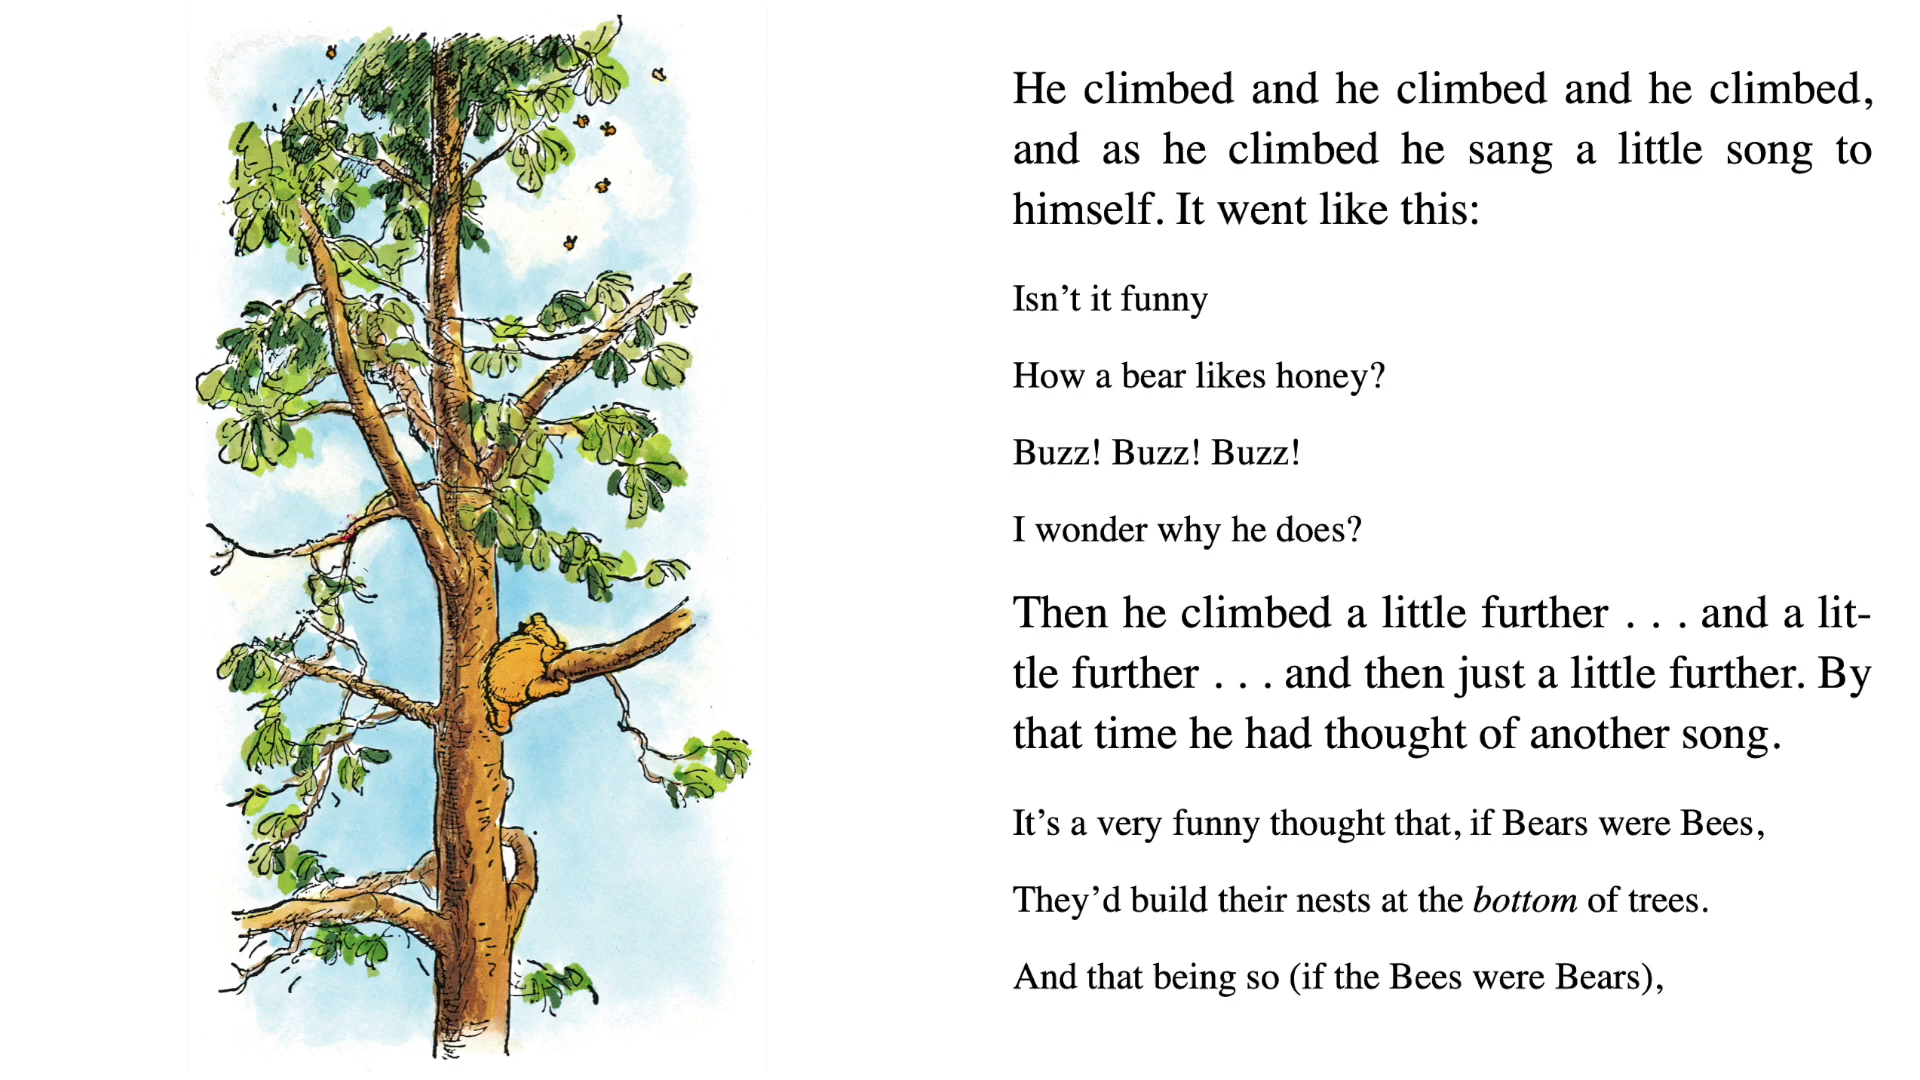 He climbed and he climbed and he climbed,
and as he climbed he sang a little song to
himself. It went like this:
Isn’t it funny
How a bear likes honey?
Buzz! Buzz! Buzz!
I wonder why he does?
Then he climbed a little further . . . and a lit-
tle further . . . and then just a little further. By
that time he had thought of another song.
It’s a very funny thought that, if Bears were Bees,
They’d build their nests at the bottom of trees.
And that being so (if the Bees were Bears),